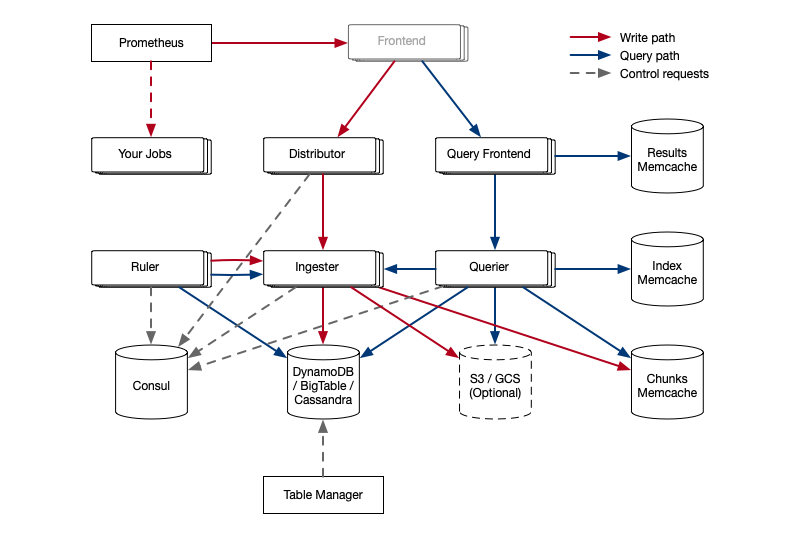 Prometheus
Frontend
Write path
Query path
Control requests
Your Jobs
Distributor
Query Frontend
Results
Memcache
Ruler
Ingester
Querier
Index
Memcache
Consul
DynamoDB
/ BigTable /
Cassandra
S3 / GCS
(Optional)
Chunks
Memcache
Table Manager